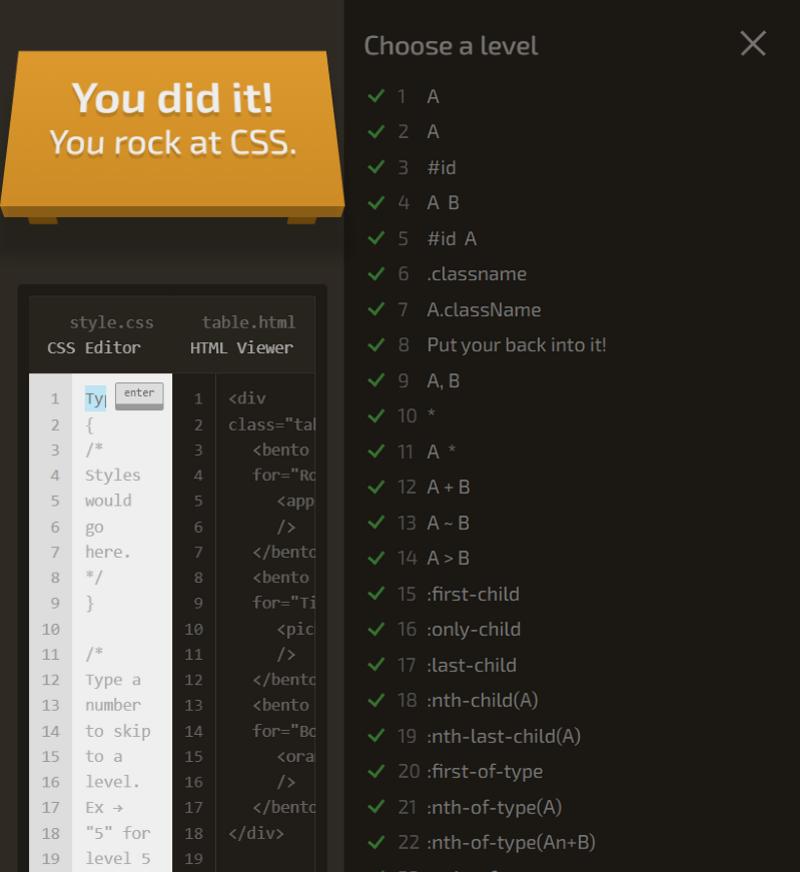 You did it!
You rock at CSS.
style.css
CSS Editor
table.html
HTML Viewer
enter
1
2 {
3 /*
4 Styles
5 would
6 go
7 here.
8 */
9 }
10
11 /*
12 Type a
13 number
14 to skip
15 to a
16 level.
17 Ex →
18 "5" for
19 level 5
1 <div
2
3 <bento
4
5
6 />
7
8 <bento
9
10
11 />
12
13 <bento
14
15
16 />
17
18 </div>
19
Choose a level
1 A
2 A
3 #id
4 A B
5 #id A
6 .classname
7 A.className
8 Put your back into it!
9 A, B
10 *
11 A *
12 A + B
13 A ~ B
14 A > B
15 :first-child
16 :only-child
17 :last-child
18 :nth-child(A)
19 :nth-last-child(A)
20 :first-of-type
21 :nth-of-type(A)
22 :nth-of-type(An+B)